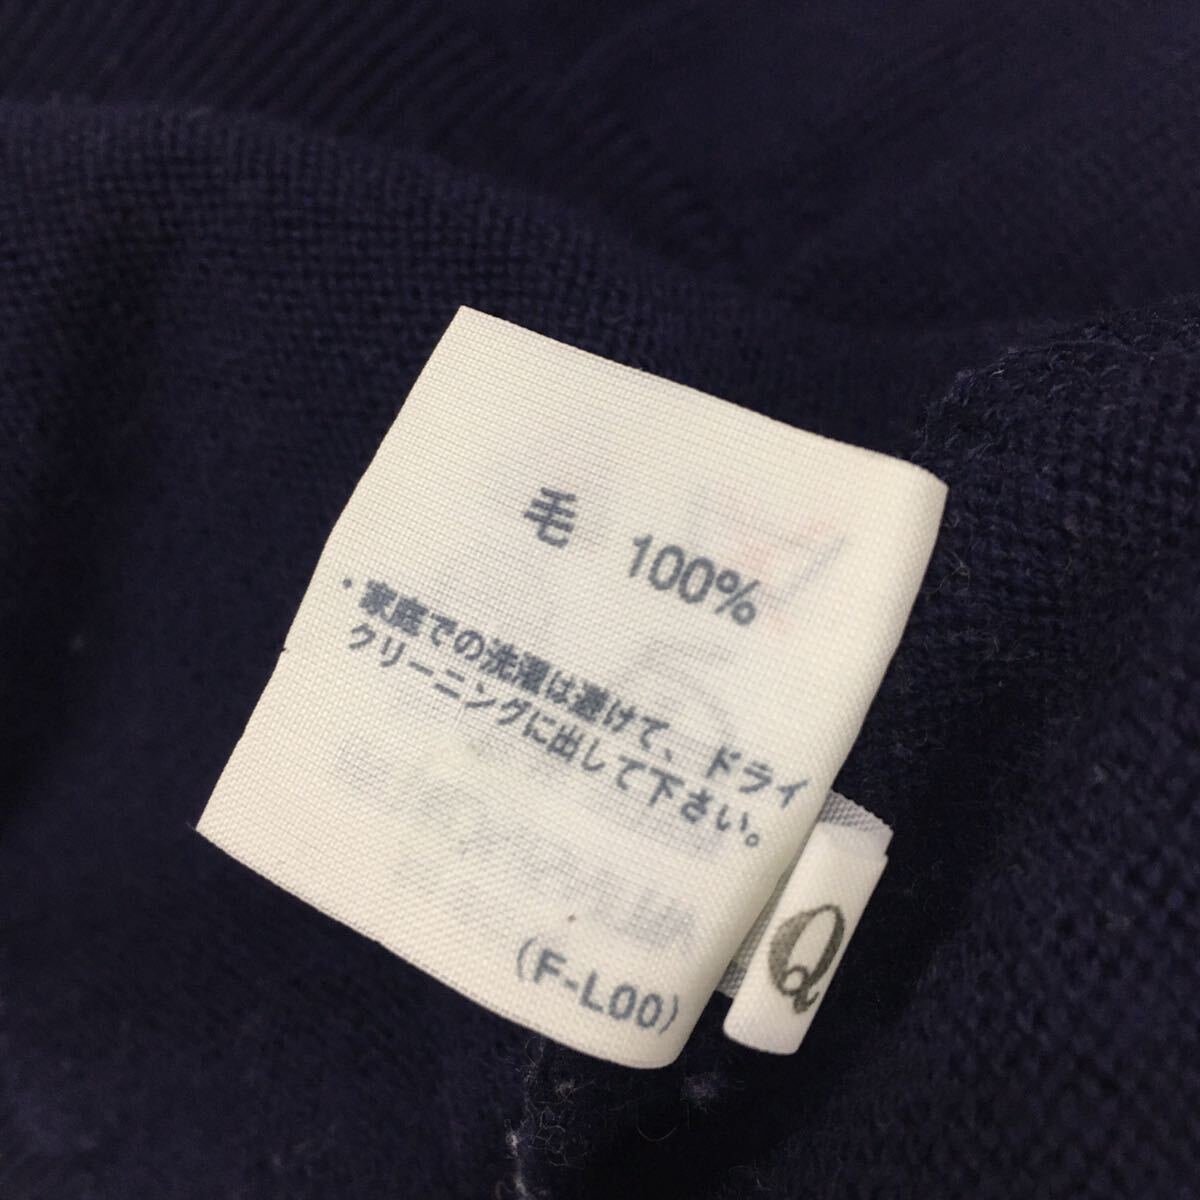 毛 100%
・家庭での洗濯は避けて、ドライ
クリーニングに出して下さい。
(F-L00)
Q